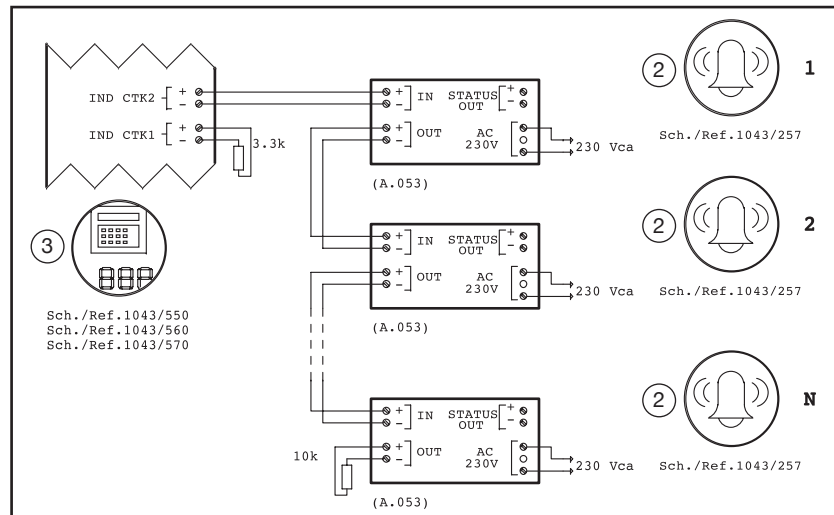 IND CTK2 + −
IND CTK1 + −
3.3k
3
Sch./Ref.1043/550
Sch./Ref.1043/560
Sch./Ref.1043/570
+ − IN STATUS OUT + −
+ − OUT AC 230V
230 Vca
(A.053)
2
1
Sch./Ref.1043/257
+ − IN STATUS OUT + −
+ − OUT AC 230V
230 Vca
(A.053)
2
2
Sch./Ref.1043/257
+ − IN STATUS OUT + −
+ − OUT AC 230V
10k
230 Vca
(A.053)
2
N
Sch./Ref.1043/257